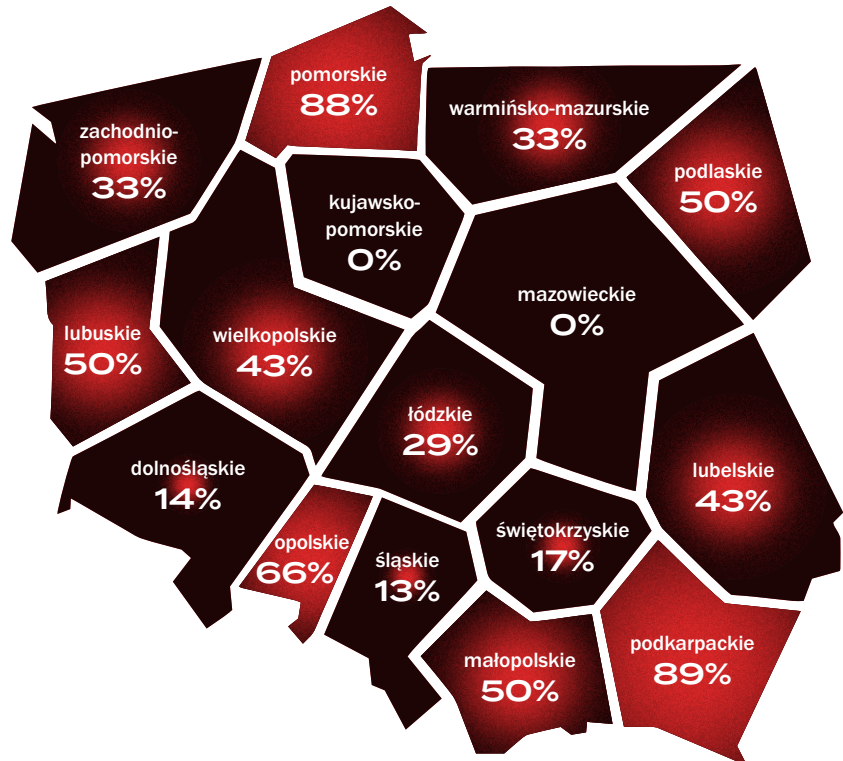 pomorskie
88%
warmińsko-mazurskie
33%
zachodnio-
pomorskie
33%
podlaskie
50%
kujawsko-
pomorskie
0%
mazowieckie
0%
lubuskie
50%
wielkopolskie
43%
łódzkie
29%
dolnośląskie
14%
lubelskie
43%
opolskie
66%
śląskie
13%
świętokrzyskie
17%
małopolskie
50%
podkarpackie
89%